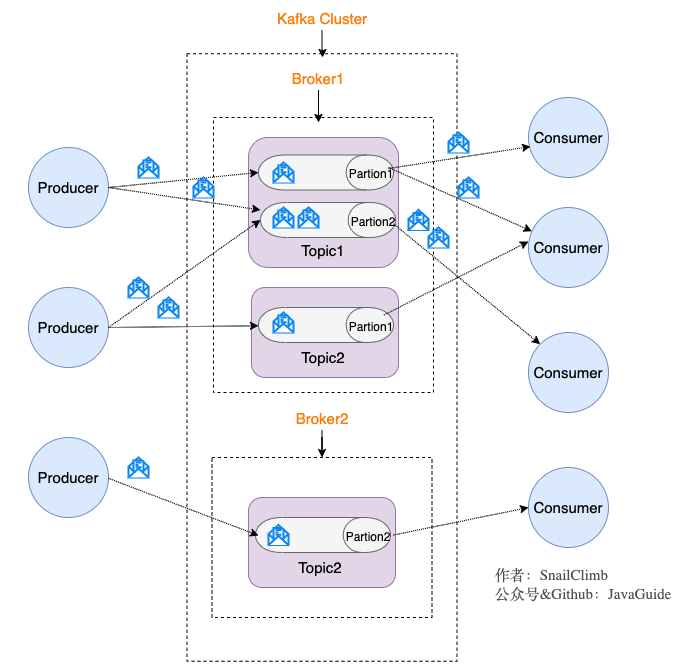 Kafka Cluster
Broker1
Producer
Partion1
Partion2
Topic1
Consumer
Consumer
Producer
Partion1
Topic2
Consumer
Broker2
Producer
Partion2
Topic2
Consumer
作者：SnailClimb
公众号&Github：JavaGuide